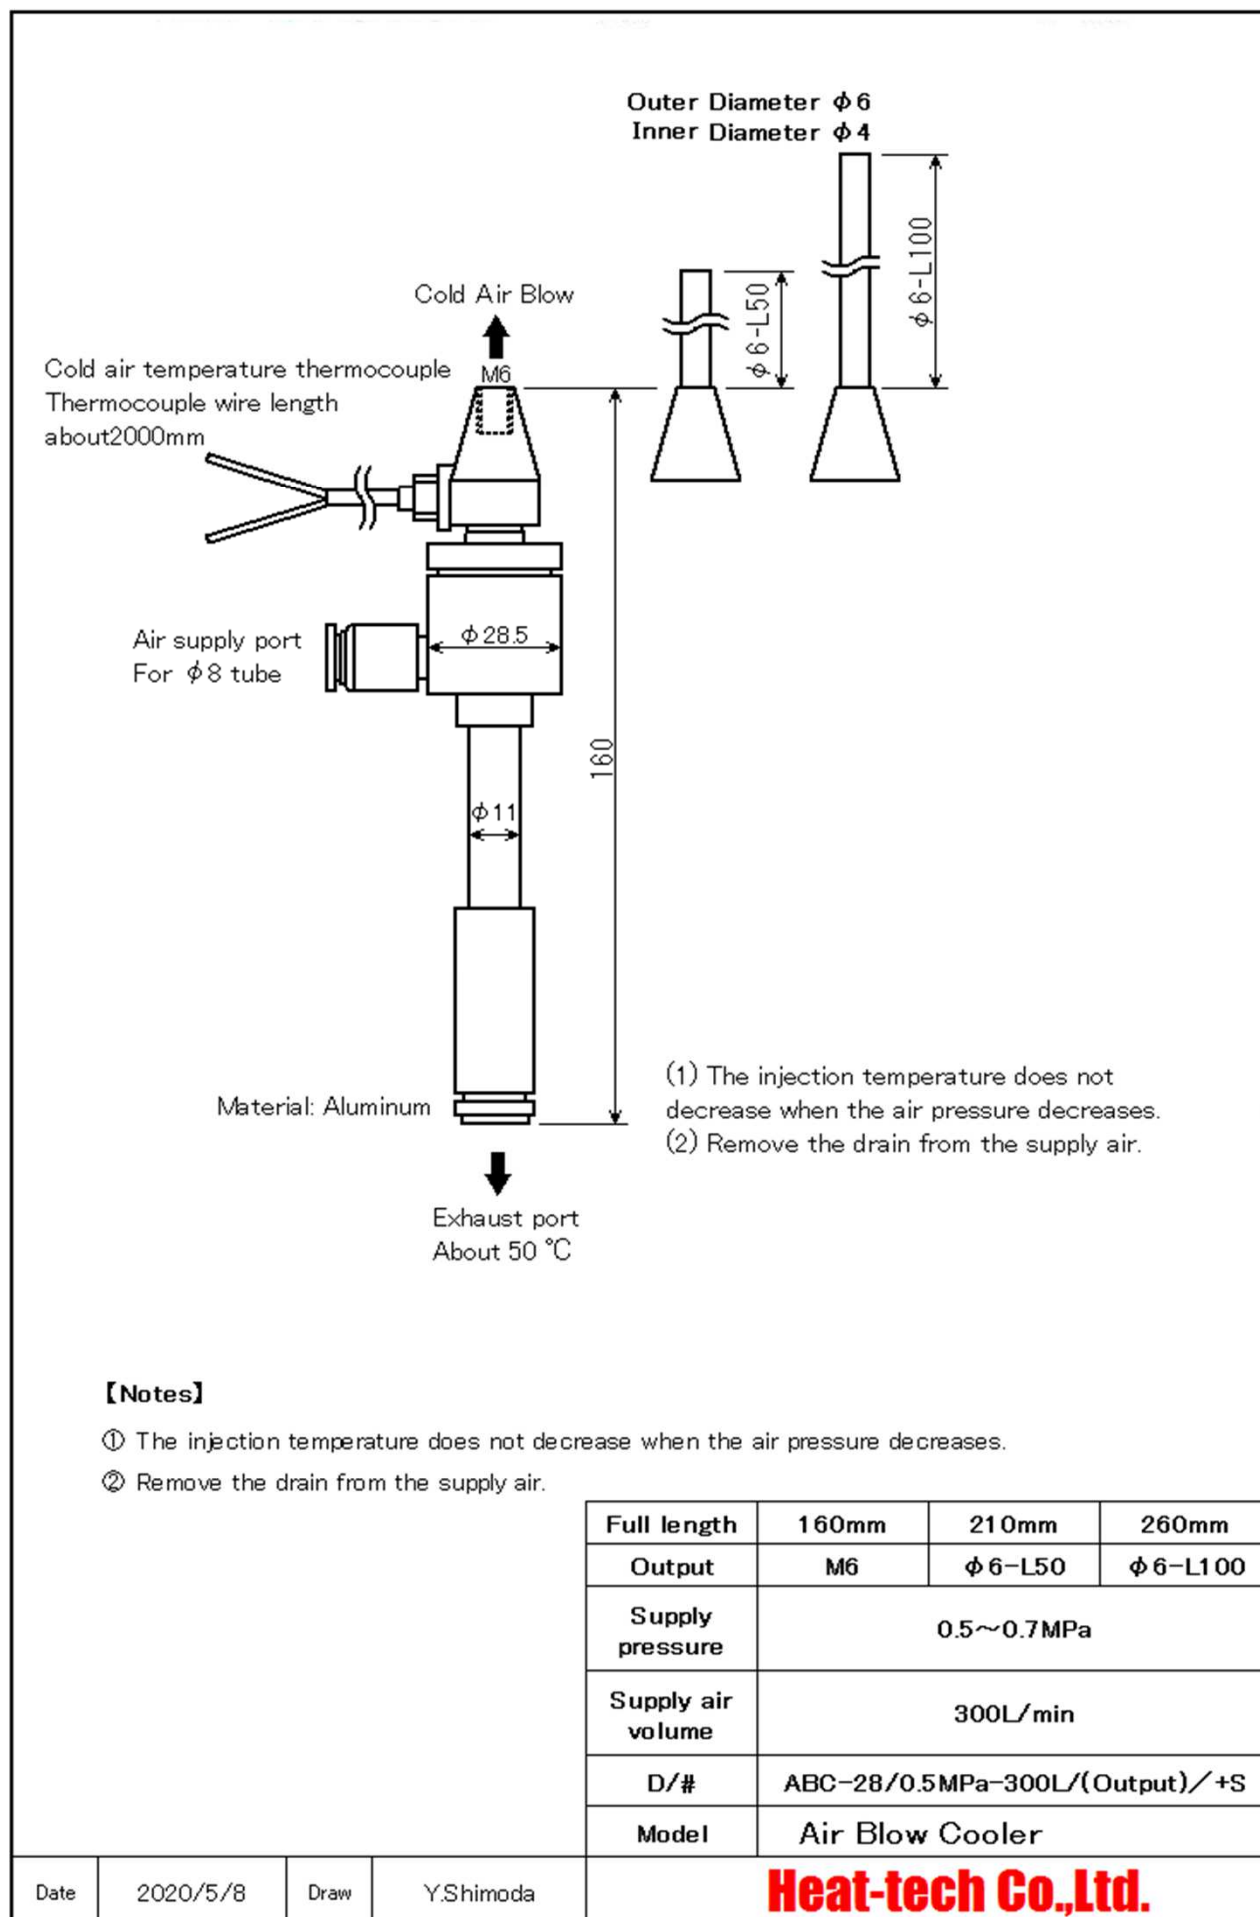 Outer Diameter ϕ6
Inner Diameter ϕ4
ϕ6-L100
ϕ6-L50
Cold Air Blow
M6
Cold air temperature thermocouple
Thermocouple wire length
about2000mm
Air supply port
For ϕ8 tube
ϕ28.5
160
ϕ11
Material: Aluminum
(1) The injection temperature does not
decrease when the air pressure decreases.
(2) Remove the drain from the supply air.
Exhaust port
About 50 ℃
【Notes】
① The injection temperature does not decrease when the air pressure decreases.
② Remove the drain from the supply air.
Full length 160mm 210mm 260mm
Output M6 ϕ6-L50 ϕ6-L100
Supply
pressure
0.5～0.7MPa
Supply air
volume
300L/min
D/# ABC-28/0.5MPa-300L/(Output)／+S
Model Air Blow Cooler
Date 2020/5/8 Draw Y.Shimoda Heat-tech Co.,Ltd.